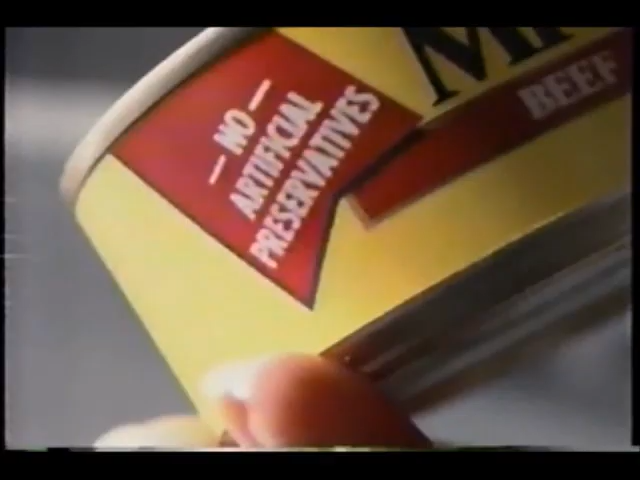 — NO —
ARTIFICIAL
PRESERVATIVES
BEEF